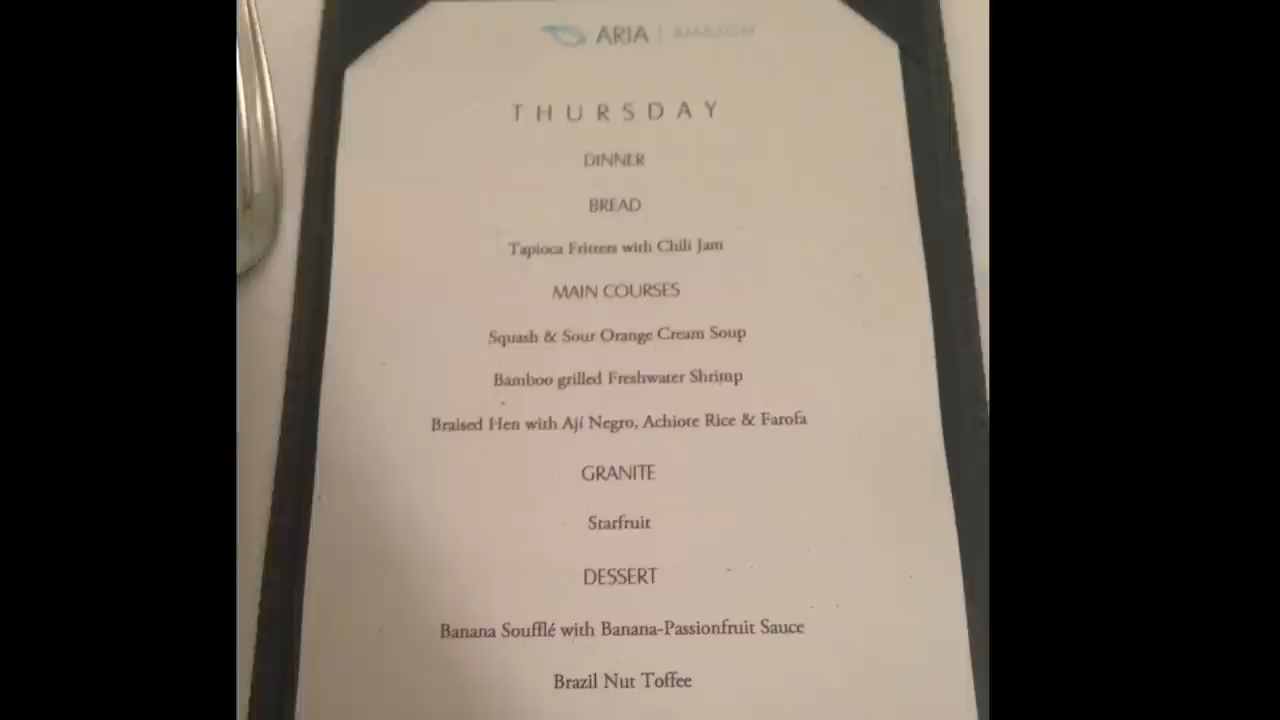 ARIA | AMAZON
THURSDAY
DINNER
BREAD
Tapioca Fritters with Chili Jam
MAIN COURSES
Squash & Sour Orange Cream Soup
Bamboo grilled Freshwater Shrimp
Braised Hen with Ají Negro, Achiote Rice & Farofa
GRANITE
Starfruit
DESSERT
Banana Soufflé with Banana-Passionfruit Sauce
Brazil Nut Toffee